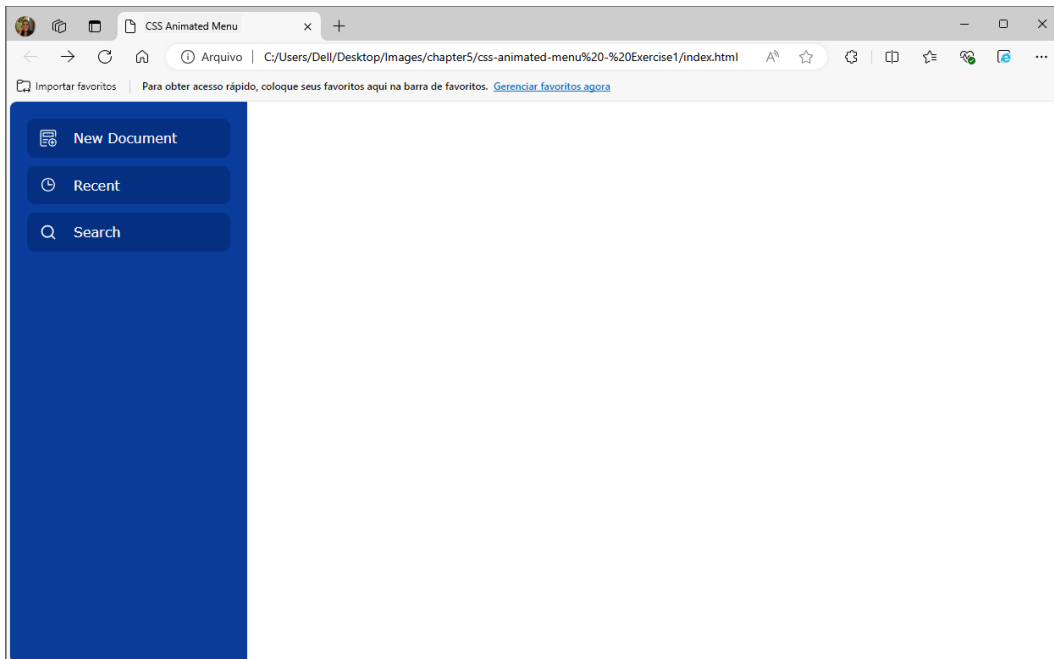 CSS Animated Menu
Arquivo C:/Users/Dell/Desktop/Images/chapter5/css-animated-menu%20-%20Exercise1/index.html
Importar favoritos Para obter acesso rápido, coloque seus favoritos aqui na barra de favoritos. Gerenciar favoritos agora
New Document
Recent
Search